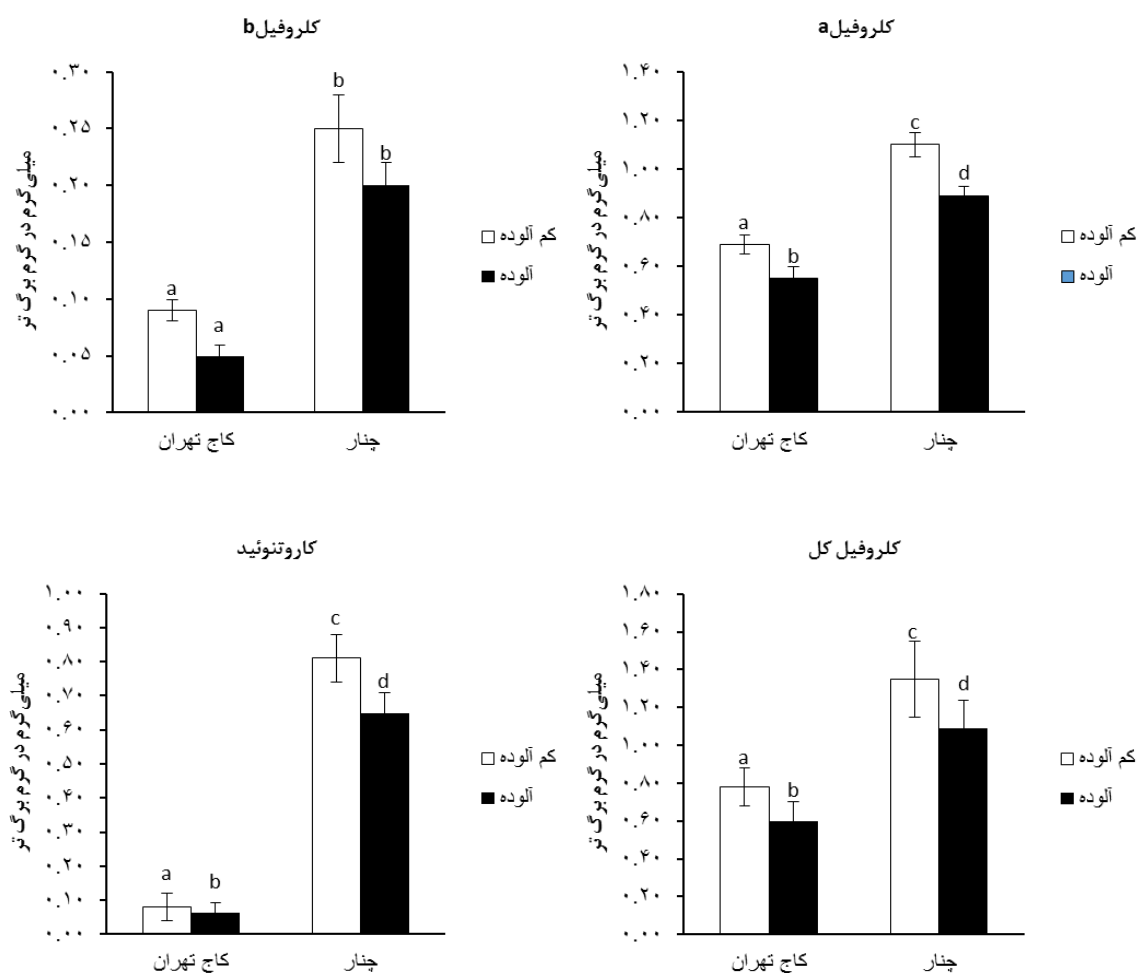 کلروفیلb
میلی‌گرم در گرم برگ تر
۰.۳۰
۰.۲۵
۰.۲۰
۰.۱۵
۰.۱۰
۰.۰۵
۰.۰۰
a
a
b
b
کاج تهران
چنار
کم آلوده
آلوده
کلروفیلa
میلی‌گرم در گرم برگ تر
۱.۴۰
۱.۲۰
۱.۰۰
۰.۸۰
۰.۶۰
۰.۴۰
۰.۲۰
۰.۰۰
a
b
c
d
کاج تهران
چنار
کم آلوده
آلوده
کاروتنوئید
میلی‌گرم در گرم برگ تر
۱.۰۰
۰.۹۰
۰.۸۰
۰.۷۰
۰.۶۰
۰.۵۰
۰.۴۰
۰.۳۰
۰.۲۰
۰.۱۰
۰.۰۰
a
b
c
d
کاج تهران
چنار
کم آلوده
آلوده
کلروفیل کل
میلی‌گرم در گرم برگ تر
۱.۸۰
۱.۶۰
۱.۴۰
۱.۲۰
۱.۰۰
۰.۸۰
۰.۶۰
۰.۴۰
۰.۲۰
۰.۰۰
a
b
c
d
کاج تهران
چنار
کم آلوده
آلوده